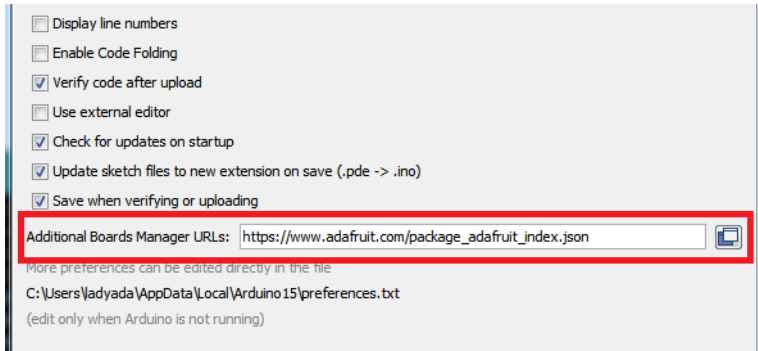 Display line numbers
Enable Code Folding
Verify code after upload
Use external editor
Check for updates on startup
Update sketch files to new extension on save (.pde -> .ino)
Save when verifying or uploading
Additional Boards Manager URLs: https://www.adafruit.com/package_adafruit_index.json
More preferences can be edited directly in the file
C:\Users\ladyada\AppData\Local\Arduino15\preferences.txt
(edit only when Arduino is not running)